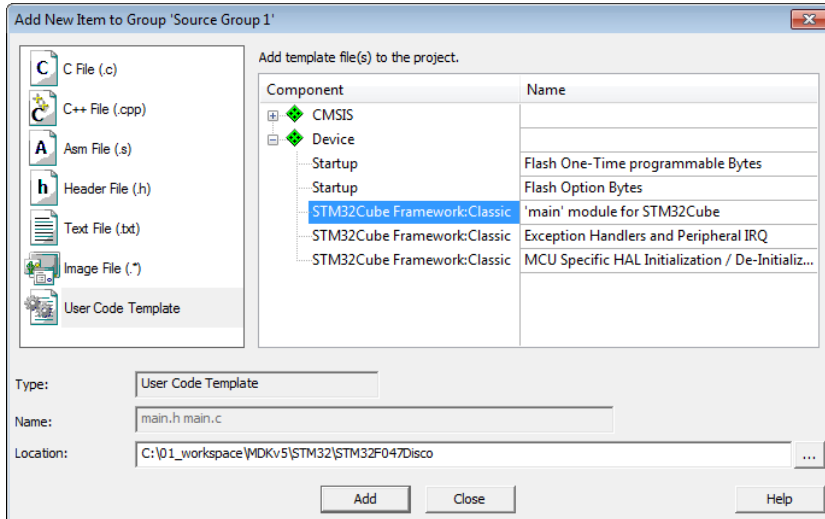 Add New Item to Group 'Source Group 1'
C File (.c)
C++ File (.cpp)
Asm File (.s)
Header File (.h)
Text File (.txt)
Image File (.*)
User Code Template
Add template file(s) to the project.
Component Name
CMSIS
Device
Startup Flash One-Time programmable Bytes
Startup Flash Option Bytes
STM32Cube Framework:Classic 'main' module for STM32Cube
STM32Cube Framework:Classic Exception Handlers and Peripheral IRQ
STM32Cube Framework:Classic MCU Specific HAL Initialization / De-Initializ...
Type: User Code Template
Name: main.h main.c
Location: C:\01_workspace\MDKv5\STM32\STM32F047Disco ...
Add Close Help